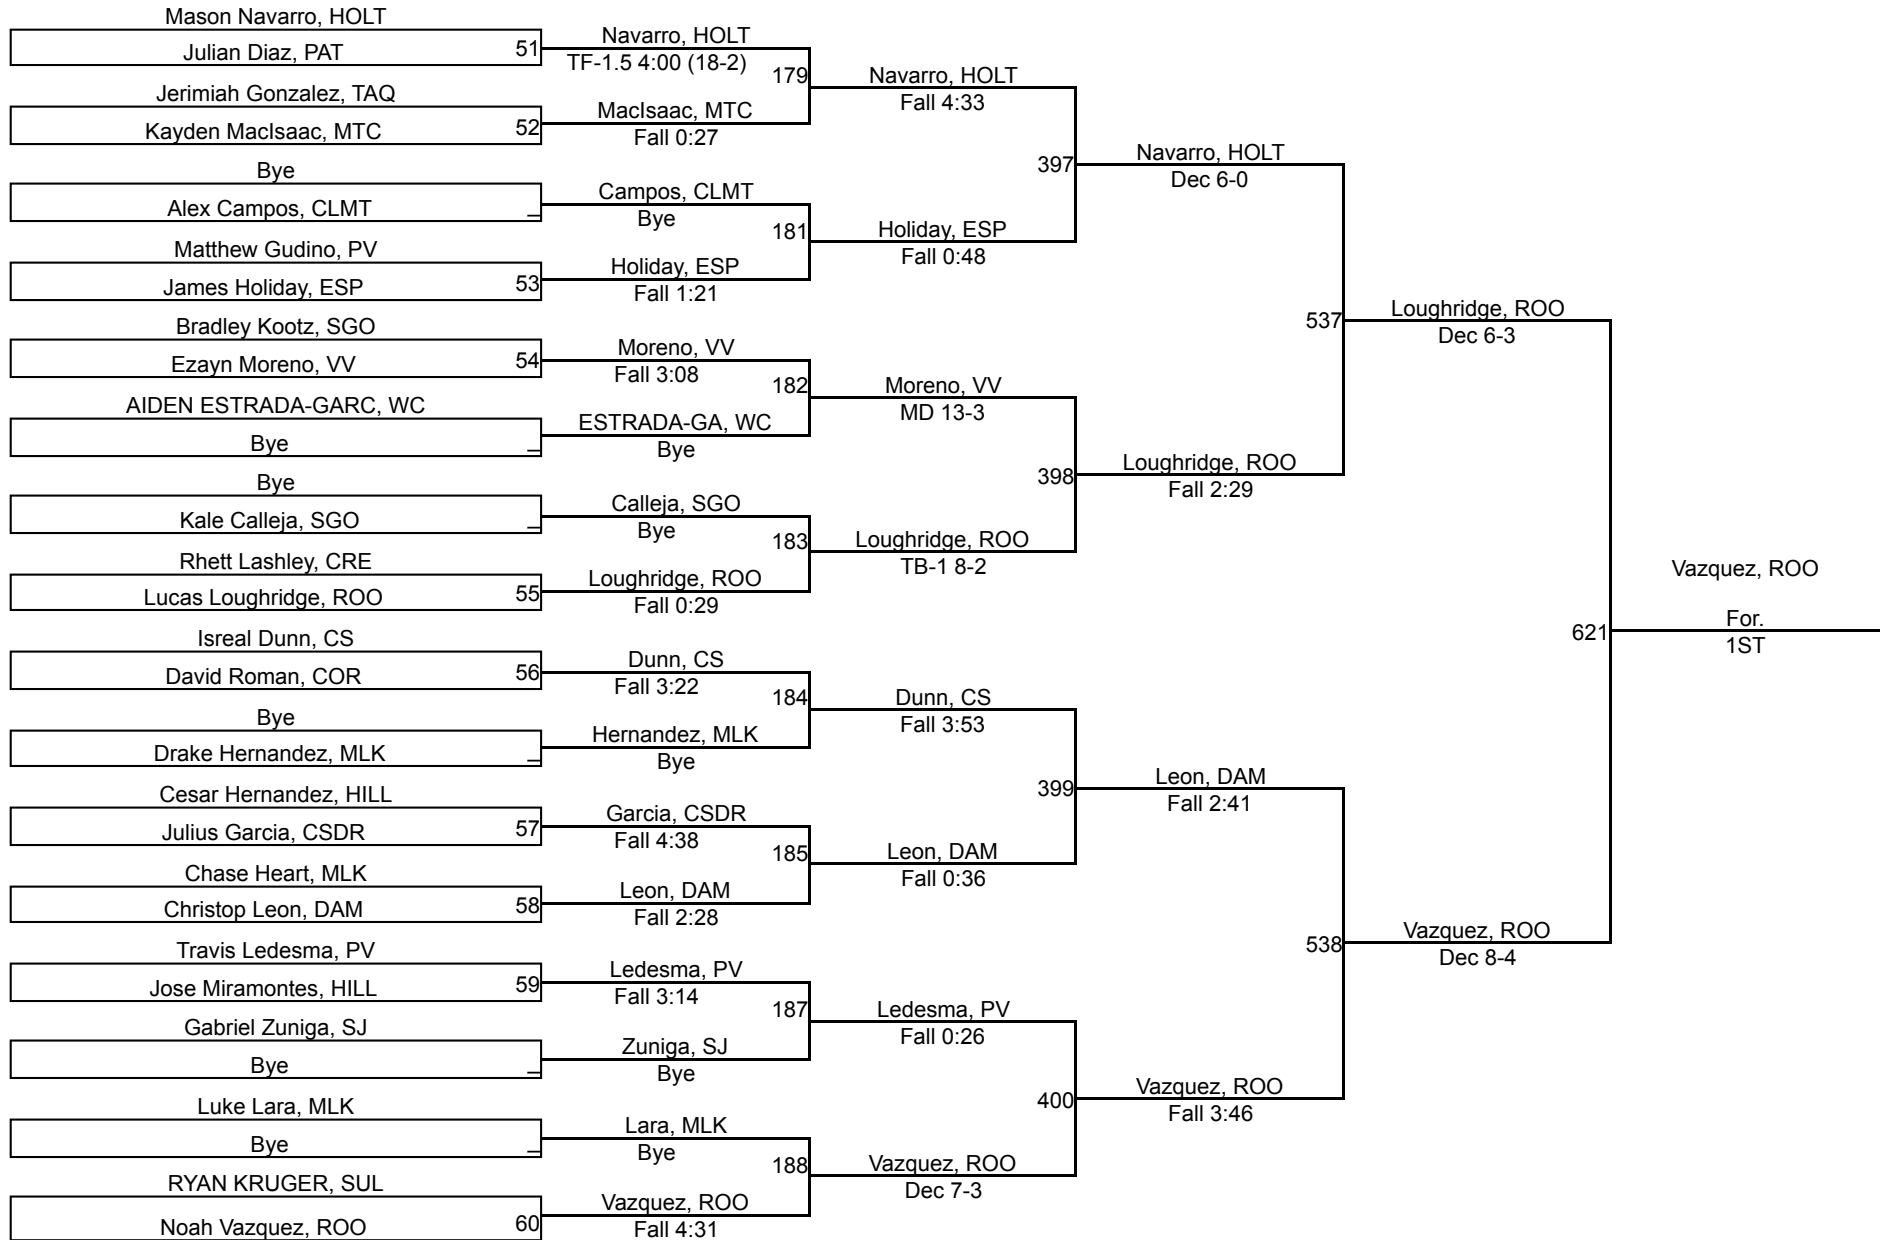 Mason Navarro, HOLT
Julian Diaz, PAT 51
Jerimiah Gonzalez, TAQ
Kayden MacIsaac, MTC 52
Bye
Alex Campos, CLMT _
Matthew Gudino, PV
James Holiday, ESP 53
Bradley Kootz, SGO
Ezayn Moreno, VV 54
AIDEN ESTRADA-GARC, WC
Bye _
Bye
Kale Calleja, SGO _
Rhett Lashley, CRE
Lucas Loughridge, ROO 55
Isreal Dunn, CS
David Roman, COR 56
Bye
Drake Hernandez, MLK _
Cesar Hernandez, HILL
Julius Garcia, CSDR 57
Chase Heart, MLK
Christop Leon, DAM 58
Travis Ledesma, PV
Jose Miramontes, HILL 59
Gabriel Zuniga, SJ
Bye _
Luke Lara, MLK
Bye _
RYAN KRUGER, SUL
Noah Vazquez, ROO 60
Navarro, HOLT
TF-1.5 4:00 (18-2)
179
MacIsaac, MTC
Fall 0:27
Campos, CLMT
Bye
181
Holiday, ESP
Fall 1:21
Moreno, VV
Fall 3:08
182
ESTRADA-GA, WC
Bye
Calleja, SGO
Bye
183
Loughridge, ROO
Fall 0:29
Dunn, CS
Fall 3:22
184
Hernandez, MLK
Bye
Garcia, CSDR
Fall 4:38
185
Leon, DAM
Fall 2:28
Ledesma, PV
Fall 3:14
187
Zuniga, SJ
Bye
Lara, MLK
Bye
188
Vazquez, ROO
Fall 4:31
Navarro, HOLT
Fall 4:33
397
Holiday, ESP
Fall 0:48
Moreno, VV
MD 13-3
398
Loughridge, ROO
TB-1 8-2
Dunn, CS
Fall 3:53
399
Leon, DAM
Fall 0:36
Ledesma, PV
Fall 0:26
400
Vazquez, ROO
Dec 7-3
Navarro, HOLT
Dec 6-0
537
Loughridge, ROO
Fall 2:29
Leon, DAM
Fall 2:41
538
Vazquez, ROO
Fall 3:46
Loughridge, ROO
Dec 6-3
621
Vazquez, ROO
Dec 8-4
Vazquez, ROO
For.
1ST